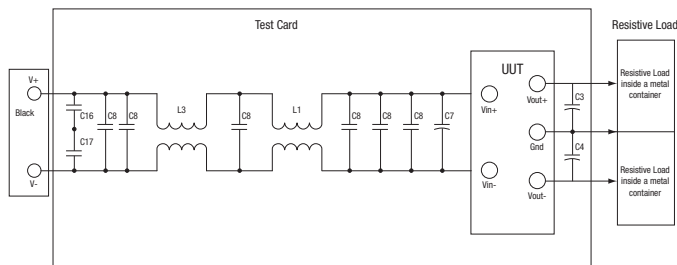 Test Card
Resistive Load
UUT
V+
Black
V-
C16
C17
C8
C8
L3
C8
L1
C8
C8
C8
C7
Vin+
Vin-
Vout+
Gnd
Vout-
C3
C4
Resistive Load
inside a metal
container
Resistive Load
inside a metal
container